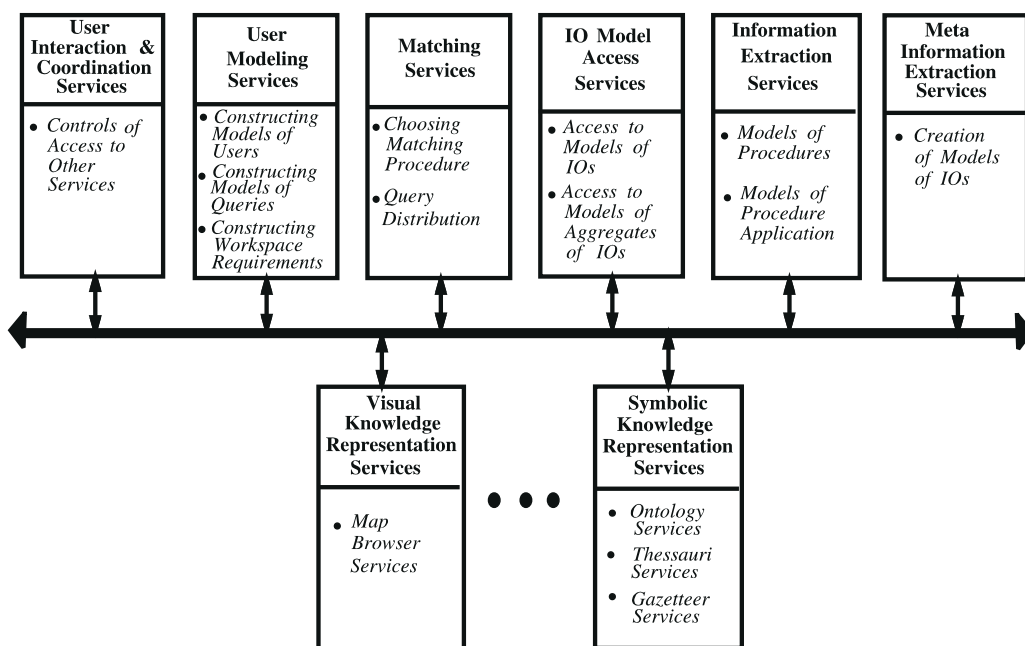 User
Interaction &
Coordination
Services
• Controls of
Access to
Other
Services
User
Modeling
Services
• Constructing
Models of
Users
• Constructing
Models of
Queries
• Constructing
Workspace
Requirements
Matching
Services
• Choosing
Matching
Procedure
• Query
Distribution
IO Model
Access
Services
• Access to
Models of
IOs
• Access to
Models of
Aggregates
of IOs
Information
Extraction
Services
• Models of
Procedures
• Models of
Procedure
Application
Meta
Information
Extraction
Services
• Creation
of Models
of IOs
Visual
Knowledge
Representation
Services
• Map
Browser
Services
Symbolic
Knowledge
Representation
Services
• Ontology
Services
• Thessauri
Services
• Gazetteer
Services